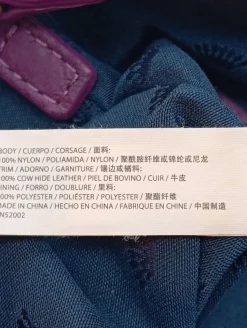 BODY / CUERPO / CORSAGE / 面料:
100% NYLON / POLIAMIDA / NYLON / 聚酰胺纤维或锦纶或尼龙
TRIM / ADORNO / GARNITURE / 镶边或辅料:
100% COW HIDE LEATHER / PIEL DE BOVINO / CUIR / 牛皮
LINING / FORRO / DOUBLURE / 里料:
100% POLYESTER / POLIÉSTER / POLYESTER / 聚酯纤维
MADE IN CHINA / HECHO EN CHINA / FABRIQUE EN CHINE / 中国制造
NS2002